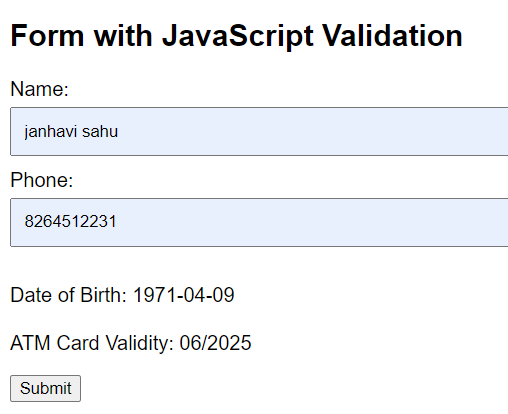 Form with JavaScript Validation
Name:
janhavi sahu
Phone:
8264512231
Date of Birth: 1971-04-09
ATM Card Validity: 06/2025
Submit